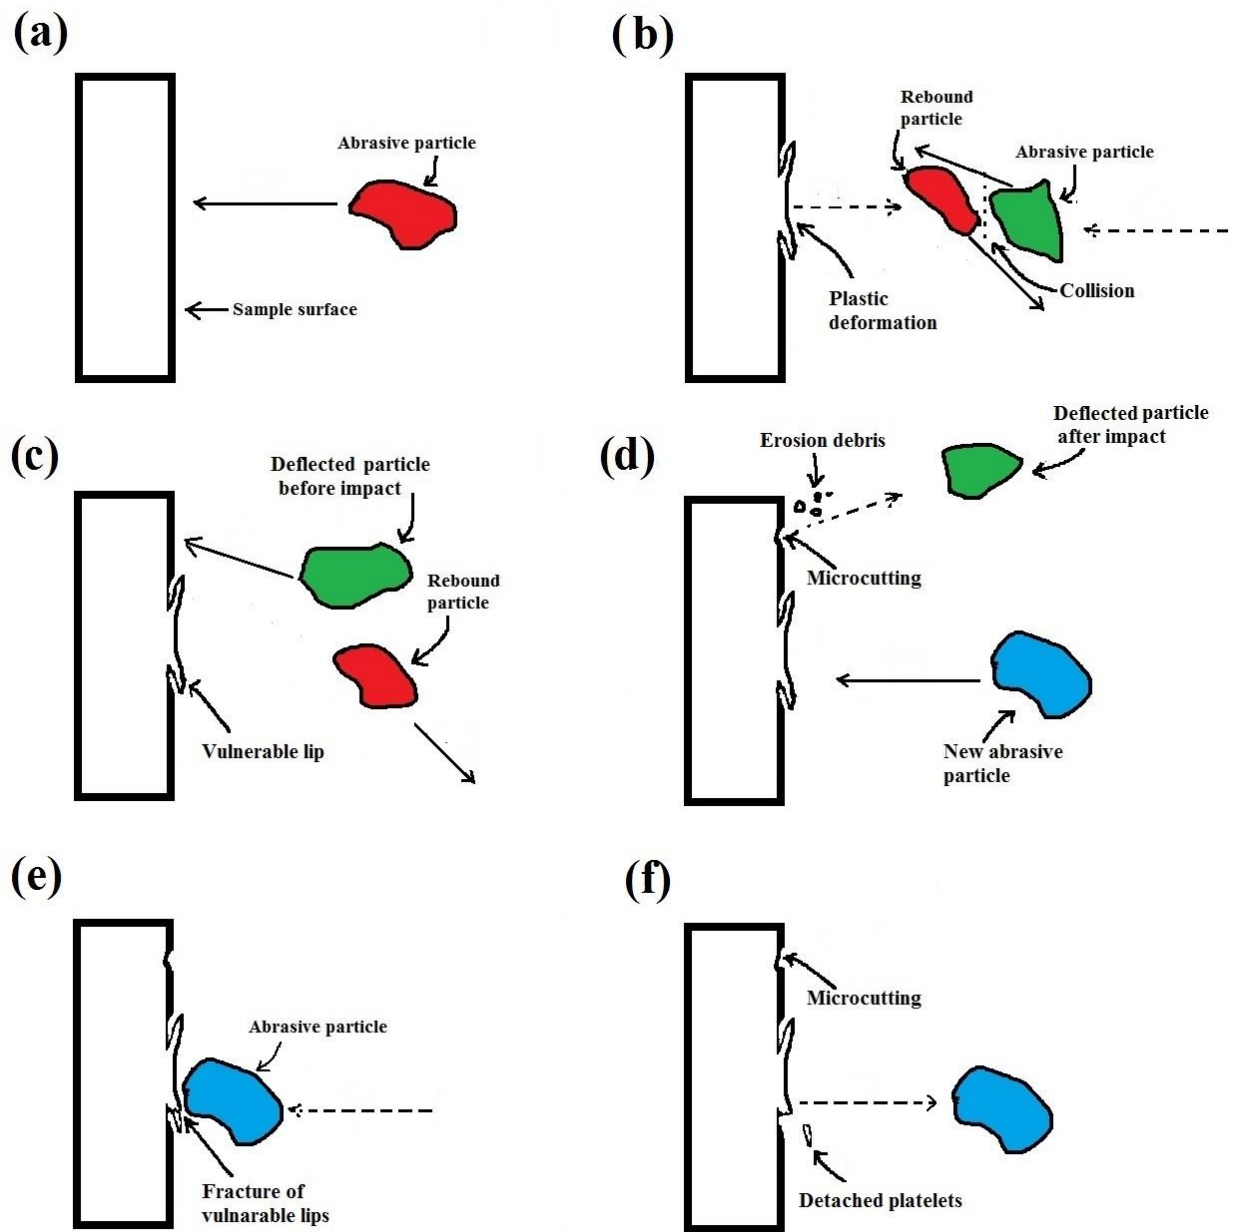 (a)
Abrasive particle
Sample surface
(b)
Rebound
particle
Abrasive particle
Collision
Plastic
deformation
(c)
Deflected particle
before impact
Rebound
particle
Vulnerable lip
(d)
Erosion debris
Deflected particle
after impact
Microcutting
New abrasive
particle
(e)
Abrasive particle
Fracture of
vulnarable lips
(f)
Microcutting
Detached platelets